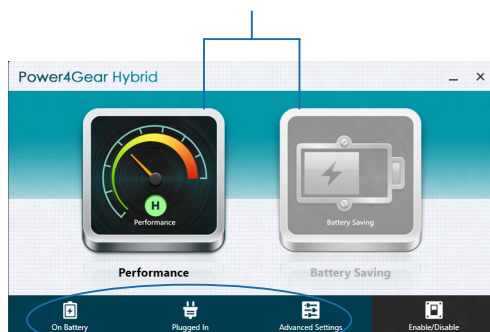 Power4Gear Hybrid
H
Performance
Battery Saving
Performance
Battery Saving
On Battery
Plugged In
Advanced Settings
Enable/Disable